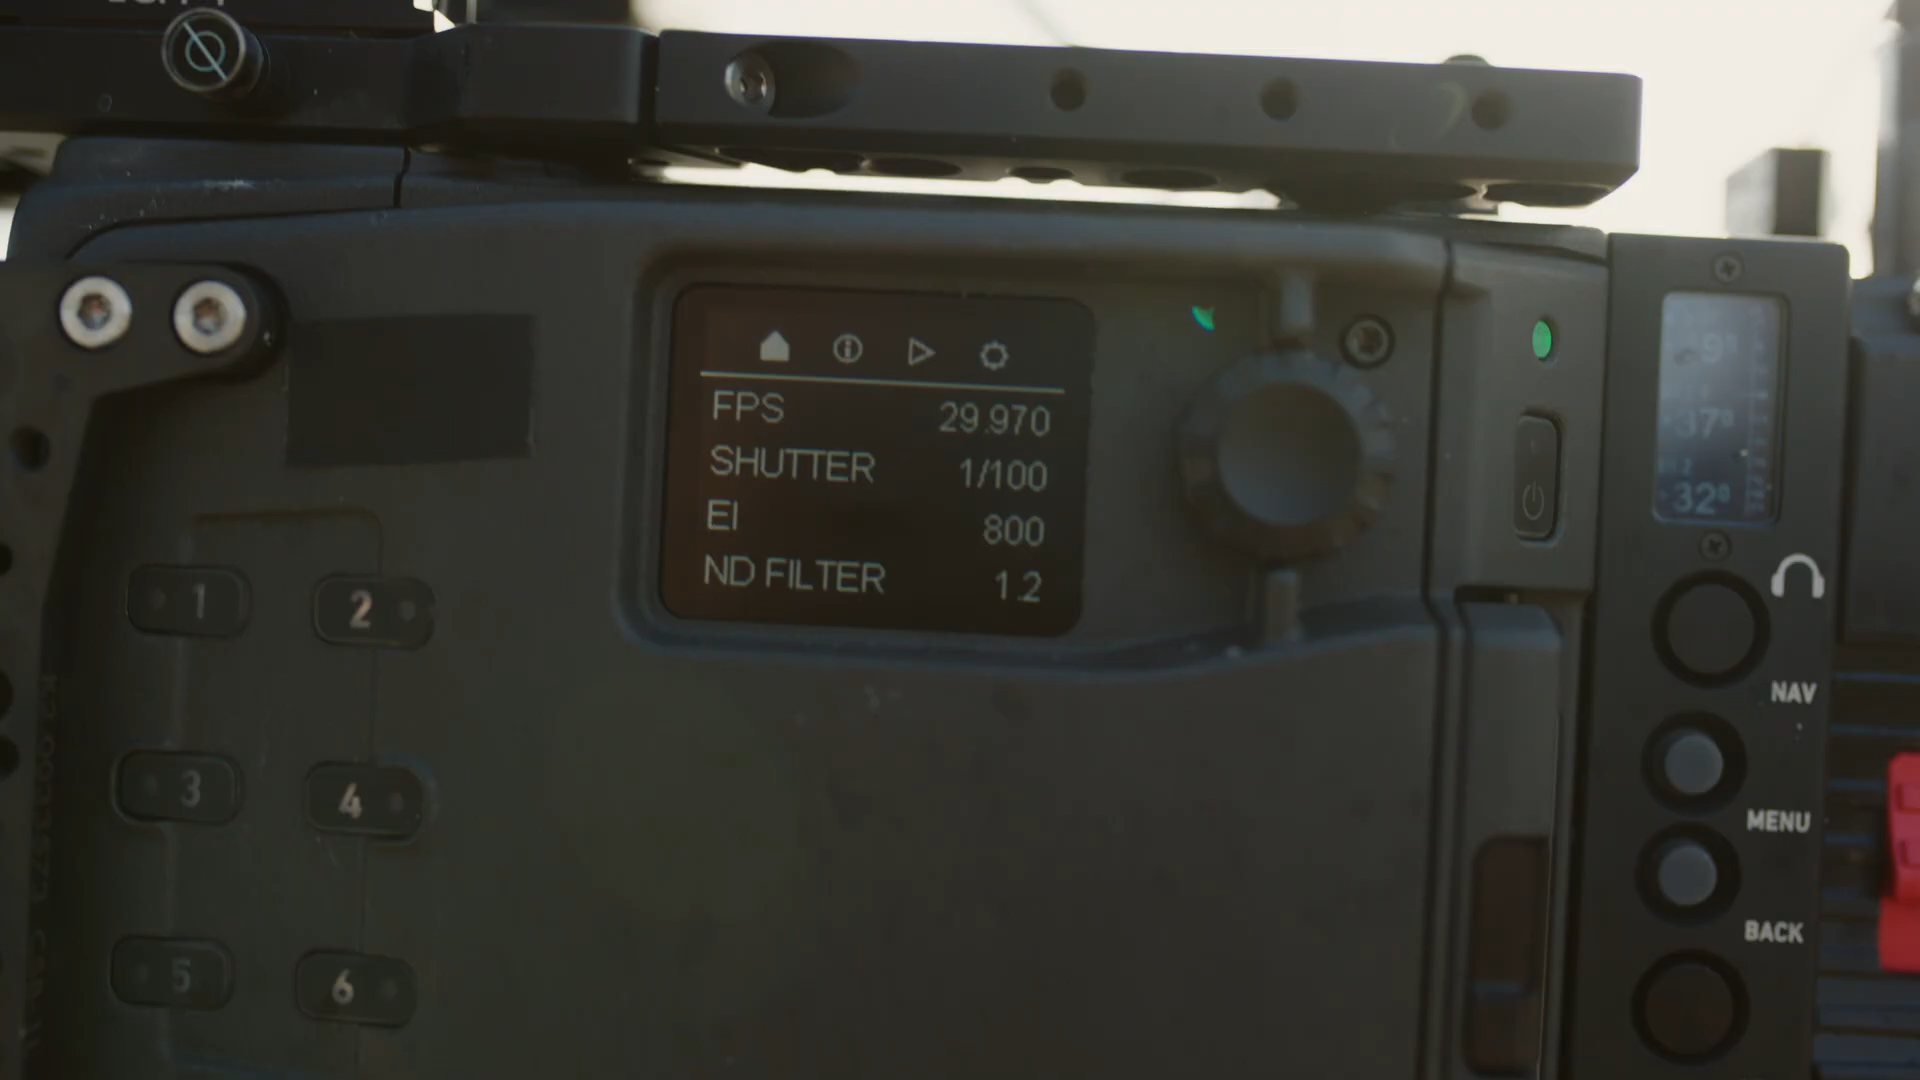 FPS 29.970
SHUTTER 1/100
EI 800
ND FILTER 1.2
1 2
3 4
5 6
NAV
MENU
BACK